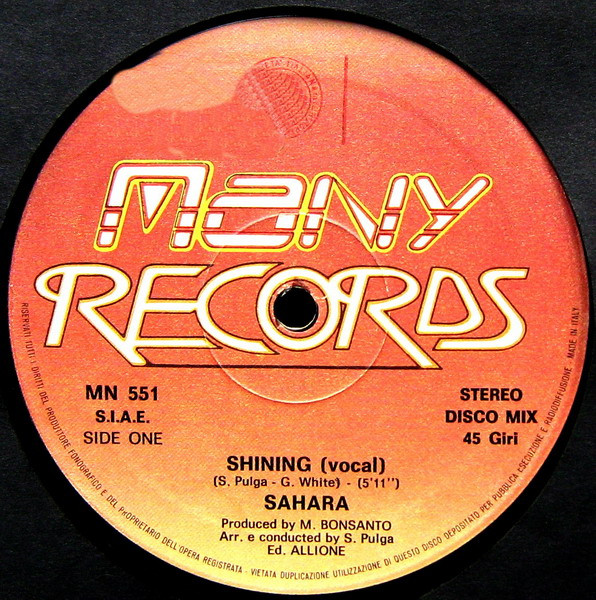 MANY
RECORDS
MN 551
S.I.A.E.
SIDE ONE
STEREO
DISCO MIX
45 Giri
SHINING (vocal)
(S. Pulga - G. White) - (5'11")
SAHARA
Produced by M. BONSANTO
Arr. e conducted by S. Pulga
Ed. ALLIONE
RISERVATI TUTTI I DIRITTI DEL PRODUTTORE FONOGRAFICO E DEL PROPRIETARIO DELL'OPERA REGISTRATA - VIETATA DUPLICAZIONE UTILIZZAZIONE DI QUESTO DISCO DEPOSITATO PER PUBBLICA ESECUZIONE E RADIODIFFUSIONE - MADE IN ITALY